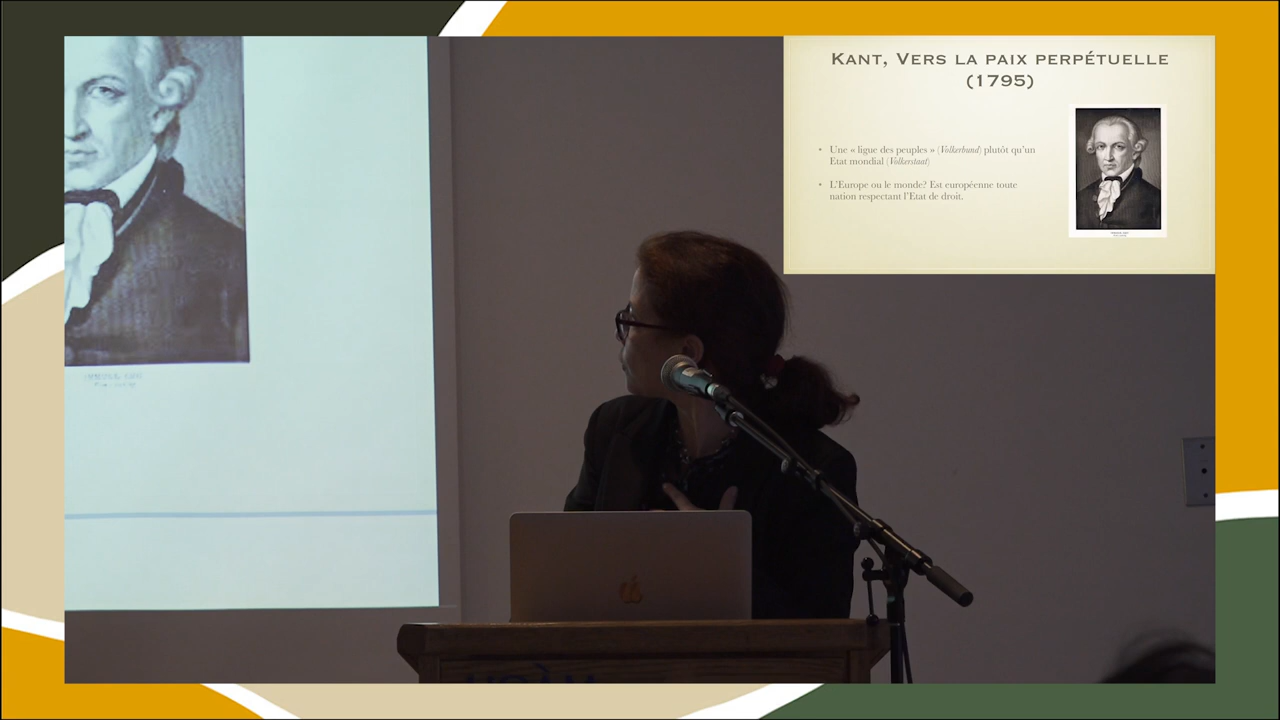 KANT, VERS LA PAIX PERPÉTUELLE
(1795)
• Une « ligue des peuples » (Volkerbund) plutôt qu'un
Etat mondial (Volkerstaat)
• L'Europe ou le monde? Est européenne toute
nation respectant l'Etat de droit.